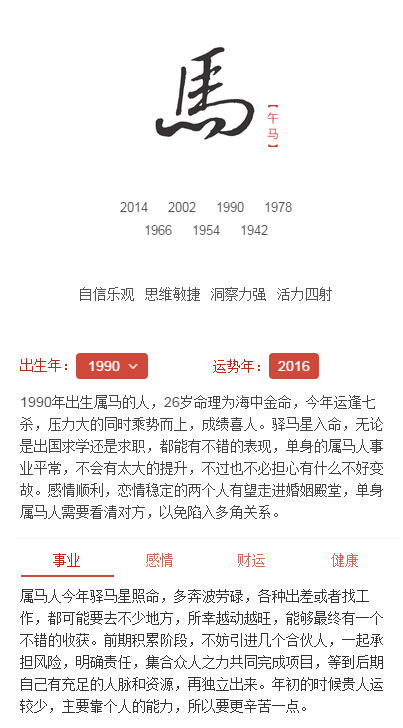 馬
【午马】
2014 2002 1990 1978
1966 1954 1942
自信乐观 思维敏捷 洞察力强 活力四射
出生年： 1990 运势年： 2016
1990年出生属马的人，26岁命理为海中金命，今年运逢七
杀，压力大的同时乘势而上，成绩喜人。驿马星入命，无论
是出国求学还是求职，都能有不错的表现，单身的属马人事
业平常，不会有太大的提升，不过也不必担心有什么不好变
故。感情顺利，恋情稳定的两个人有望走进婚姻殿堂，单身
属马人需要看清对方，以免陷入多角关系。
事业 感情 财运 健康
属马人今年驿马星照命，多奔波劳碌，各种出差或者找工
作，都可能要去不少地方，所幸越动越旺，能够最终有一个
不错的收获。前期积累阶段，不妨引进几个合伙人，一起承
担风险，明确责任，集合众人之力共同完成项目，等到后期
自己有充足的人脉和资源，再独立出来。年初的时候贵人运
较少，主要靠个人的能力，所以要更辛苦一点。